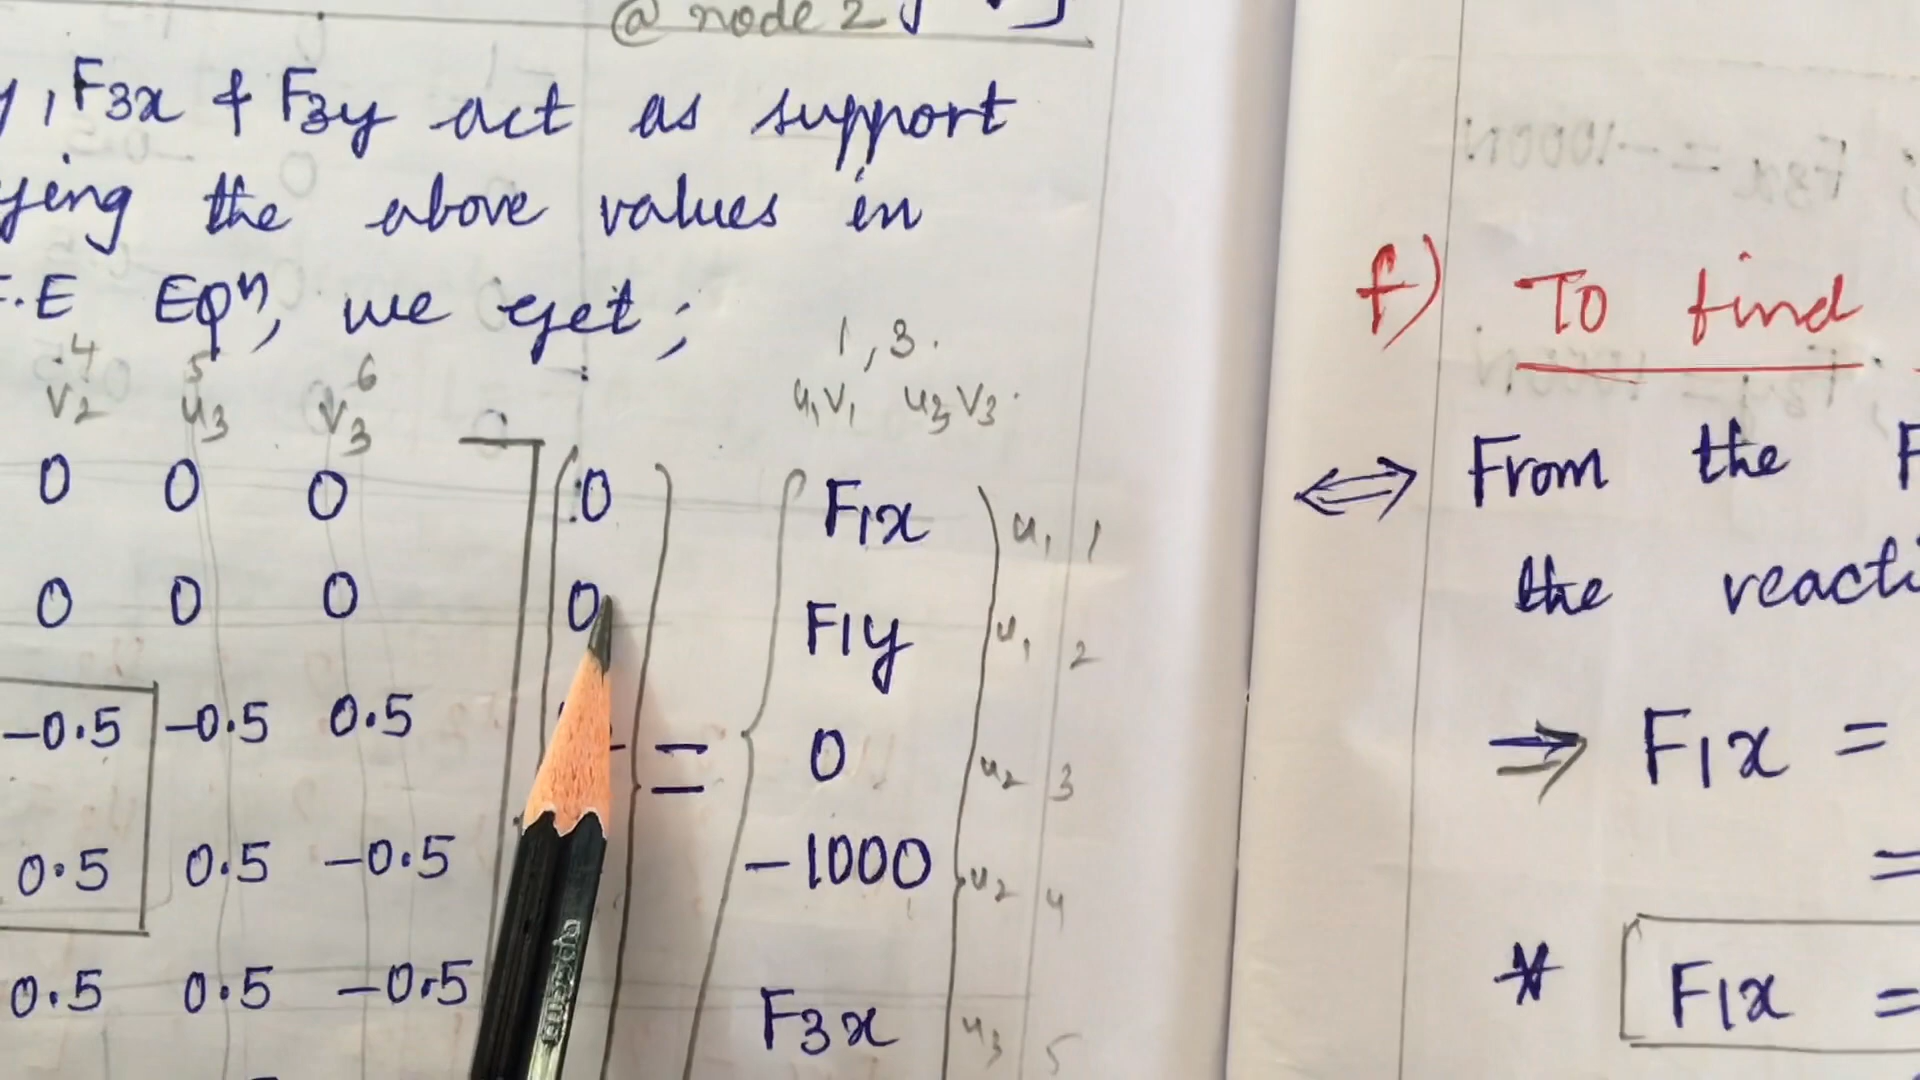 @ node 2
, F3x & F3y act as support
ying the above values in
F.E EQⁿ, we get ;
1 , 3 .
4 5 6
V2 u3 V3 u1V1 u3V3 .
0 0 0 0 F1x u1 1
0 0 0 0 F1y u1 2
-0.5 -0.5 0.5 = 0 u2 3
0.5 0.5 -0.5 -1000 u2 4
0.5 0.5 -0.5 F3x u3 5
f) To find
⇔ From the F
the reacti
⇒ F1x =
=
* F1x =